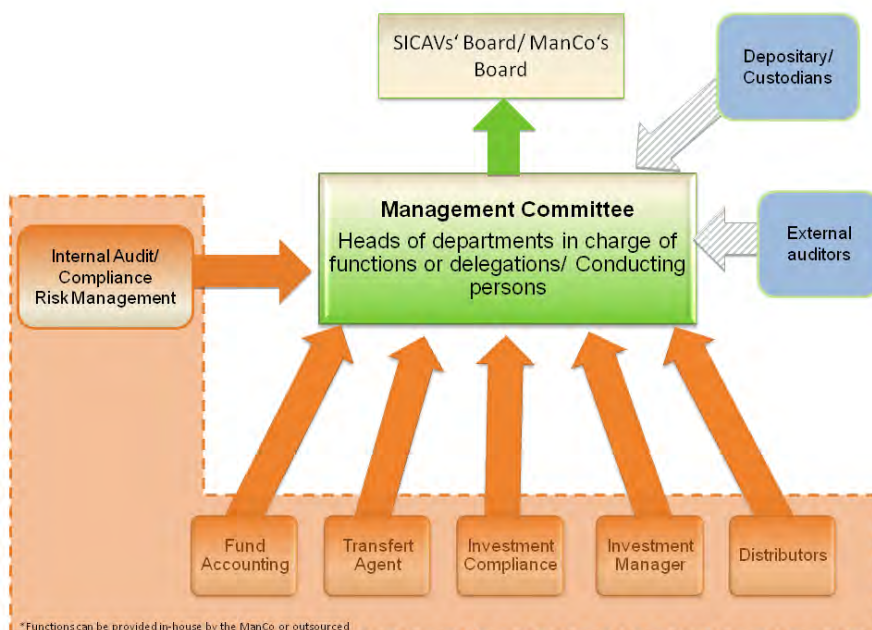 SICAVs‘ Board/ ManCo‘s
Board
Depositary/
Custodians
Management Committee
Heads of departments in charge of
functions or delegations/ Conducting
persons
External
auditors
Internal Audit/
Compliance
Risk Management
Fund
Accounting
Transfert
Agent
Investment
Compliance
Investment
Manager
Distributors
*Functions can be provided in-house by the ManCo or outsourced